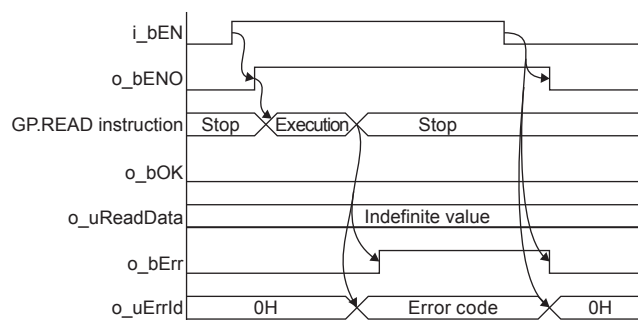 i_bEN
o_bENO
GP.READ instruction Stop Execution Stop
o_bOK
o_uReadData Indefinite value
o_bErr
o_uErrId 0H Error code 0H